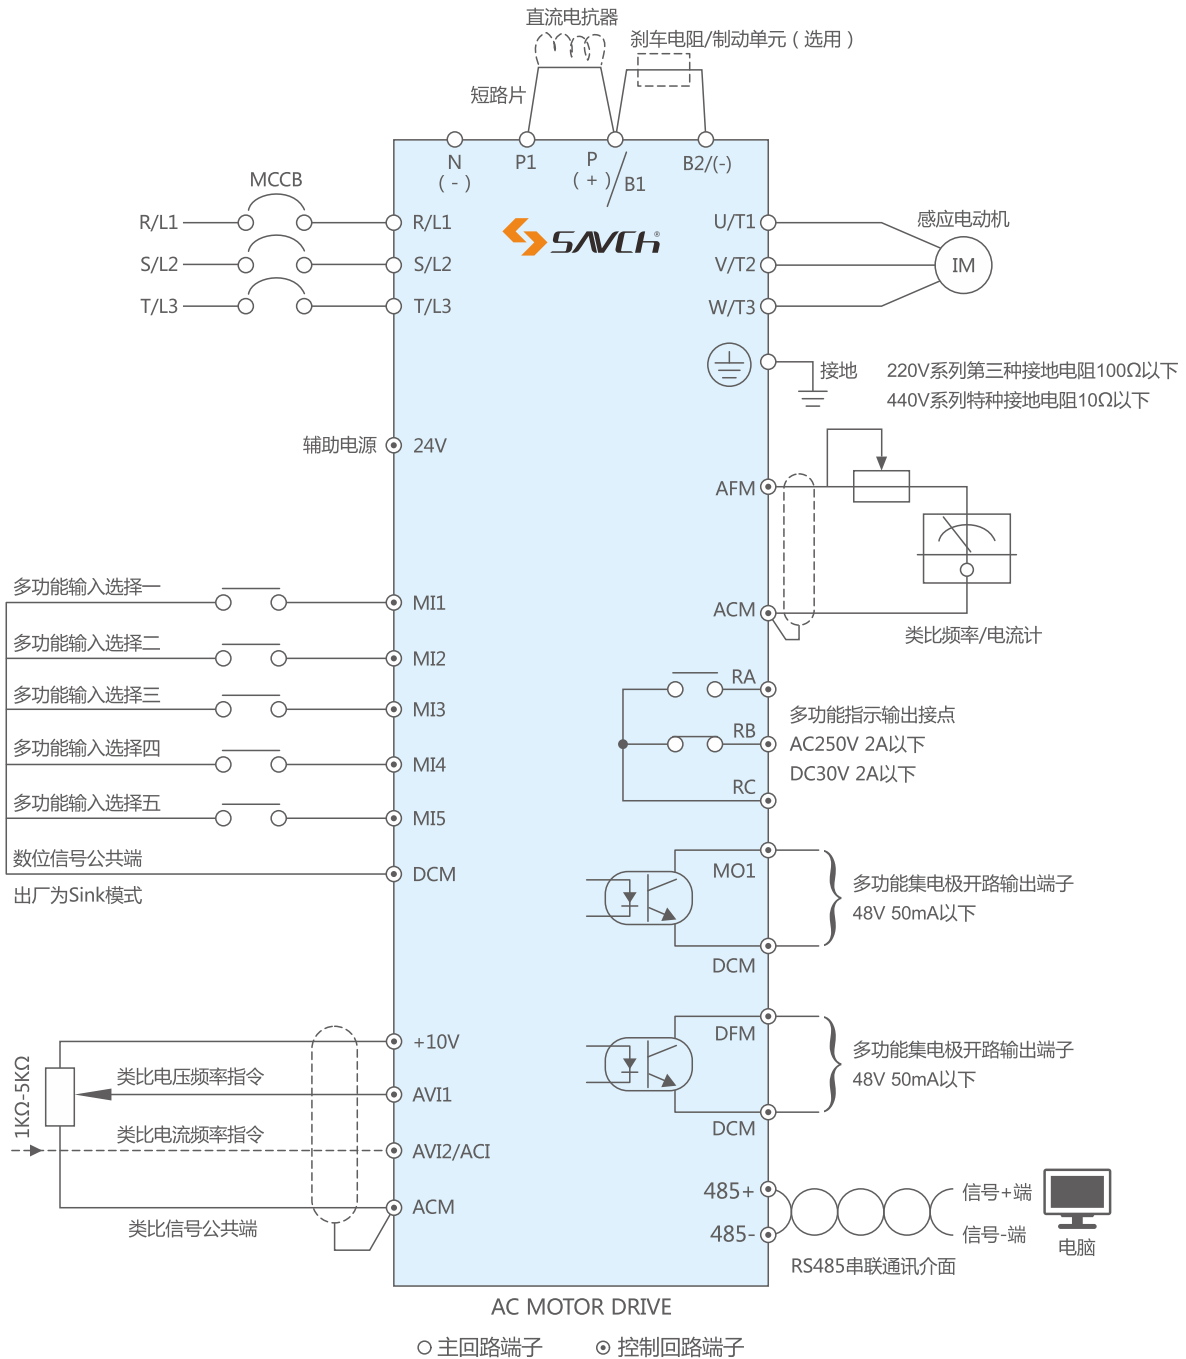 直流电抗器
刹车电阻/制动单元（选用）
短路片
N
(-)
P1
P
(+)
/B1
B2/(-)
MCCB
R/L1
R/L1
SAVCH®
U/T1
感应电动机
S/L2
S/L2
V/T2
IM
T/L3
T/L3
W/T3
接地
220V系列第三种接地电阻100Ω以下
440V系列特种接地电阻10Ω以下
辅助电源
24V
AFM
多功能输入选择一
MI1
ACM
类比频率/电流计
多功能输入选择二
MI2
RA
多功能输入选择三
MI3
多功能指示输出接点
RB
AC250V 2A以下
多功能输入选择四
MI4
DC30V 2A以下
RC
多功能输入选择五
MI5
数位信号公共端
DCM
出厂为Sink模式
MO1
多功能集电极开路输出端子
48V 50mA以下
DCM
+10V
DFM
多功能集电极开路输出端子
48V 50mA以下
1KΩ-5KΩ
类比电压频率指令
AVI1
DCM
类比电流频率指令
AVI2/ACI
485+
信号+端
ACM
类比信号公共端
485-
信号-端
电脑
RS485串联通讯介面
AC MOTOR DRIVE
主回路端子
控制回路端子